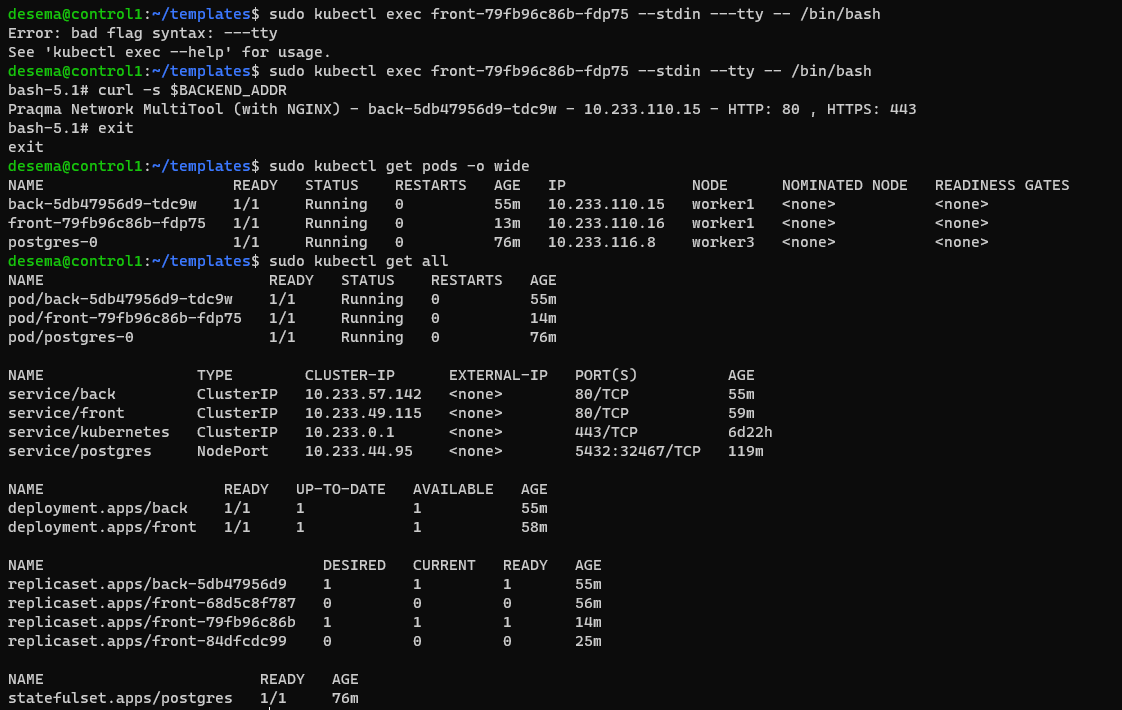 desema@control1:~/templates$ sudo kubectl exec front-79fb96c86b-fdp75 --stdin ---tty -- /bin/bash
Error: bad flag syntax: ---tty
See 'kubectl exec --help' for usage.
desema@control1:~/templates$ sudo kubectl exec front-79fb96c86b-fdp75 --stdin --tty -- /bin/bash
bash-5.1# curl -s $BACKEND_ADDR
Praqma Network MultiTool (with NGINX) - back-5db47956d9-tdc9w - 10.233.110.15 - HTTP: 80 , HTTPS: 443
bash-5.1# exit
exit
desema@control1:~/templates$ sudo kubectl get pods -o wide
NAME                     READY   STATUS    RESTARTS   AGE   IP              NODE      NOMINATED NODE   READINESS GATES
back-5db47956d9-tdc9w    1/1     Running   0          55m   10.233.110.15   worker1   <none>           <none>
front-79fb96c86b-fdp75   1/1     Running   0          13m   10.233.110.16   worker1   <none>           <none>
postgres-0               1/1     Running   0          76m   10.233.116.8    worker3   <none>           <none>
desema@control1:~/templates$ sudo kubectl get all
NAME                         READY   STATUS    RESTARTS   AGE
pod/back-5db47956d9-tdc9w    1/1     Running   0          55m
pod/front-79fb96c86b-fdp75   1/1     Running   0          14m
pod/postgres-0               1/1     Running   0          76m

NAME                 TYPE        CLUSTER-IP      EXTERNAL-IP   PORT(S)          AGE
service/back         ClusterIP   10.233.57.142   <none>        80/TCP           55m
service/front        ClusterIP   10.233.49.115   <none>        80/TCP           59m
service/kubernetes   ClusterIP   10.233.0.1      <none>        443/TCP          6d22h
service/postgres     NodePort    10.233.44.95    <none>        5432:32467/TCP   119m

NAME                    READY   UP-TO-DATE   AVAILABLE   AGE
deployment.apps/back    1/1     1            1           55m
deployment.apps/front   1/1     1            1           58m

NAME                               DESIRED   CURRENT   READY   AGE
replicaset.apps/back-5db47956d9    1         1         1       55m
replicaset.apps/front-68d5c8f787   0         0         0       56m
replicaset.apps/front-79fb96c86b   1         1         1       14m
replicaset.apps/front-84dfcdc99    0         0         0       25m

NAME                        READY   AGE
statefulset.apps/postgres   1/1     76m